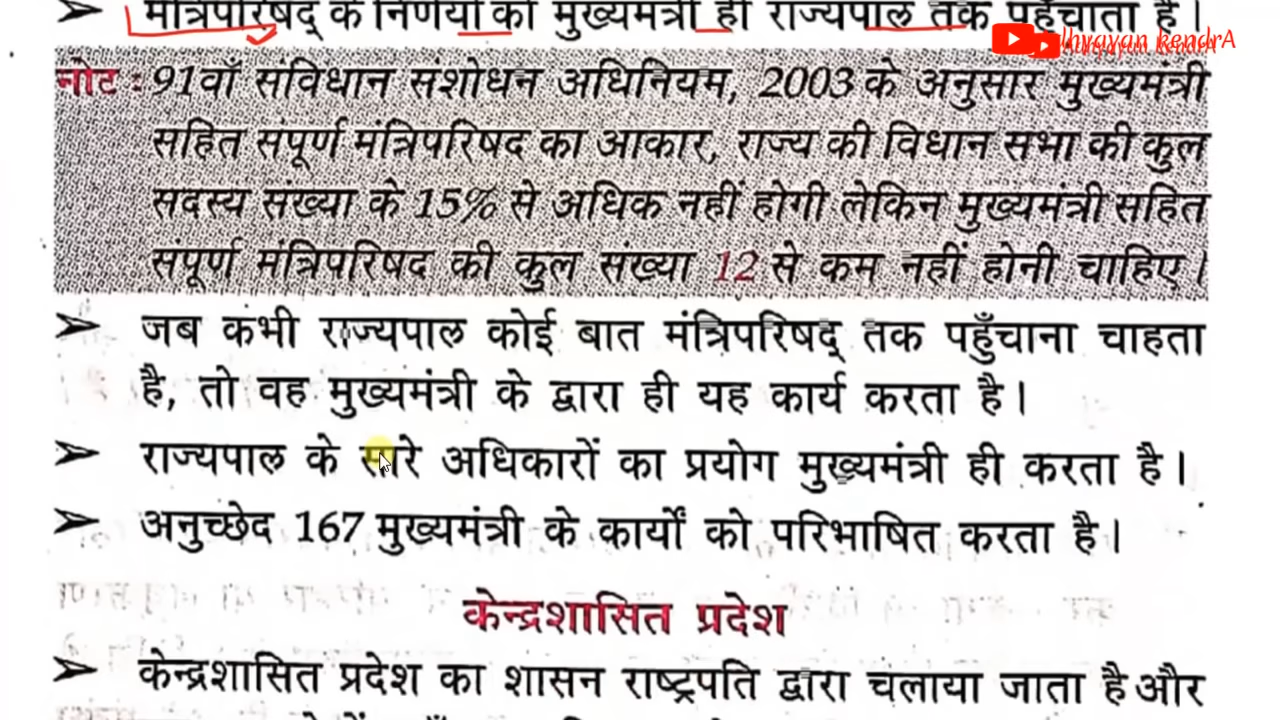 ➤ मंत्रिपरिषद् के निर्णयों को मुख्यमंत्री ही राज्यपाल तक पहुँचाता है।
dhyayan kendrA
नोट : 91वाँ संविधान संशोधन अधिनियम, 2003 के अनुसार मुख्यमंत्री
सहित संपूर्ण मंत्रिपरिषद का आकार, राज्य की विधान सभा की कुल
सदस्य संख्या के 15% से अधिक नहीं होगी लेकिन मुख्यमंत्री सहित
संपूर्ण मंत्रिपरिषद की कुल संख्या 12 से कम नहीं होनी चाहिए।
➤ जब कभी राज्यपाल कोई बात मंत्रिपरिषद् तक पहुँचाना चाहता
है, तो वह मुख्यमंत्री के द्वारा ही यह कार्य करता है।
➤ राज्यपाल के सारे अधिकारों का प्रयोग मुख्यमंत्री ही करता है।
➤ अनुच्छेद 167 मुख्यमंत्री के कार्यों को परिभाषित करता है।
केन्द्रशासित प्रदेश
➤ केन्द्रशासित प्रदेश का शासन राष्ट्रपति द्वारा चलाया जाता है और